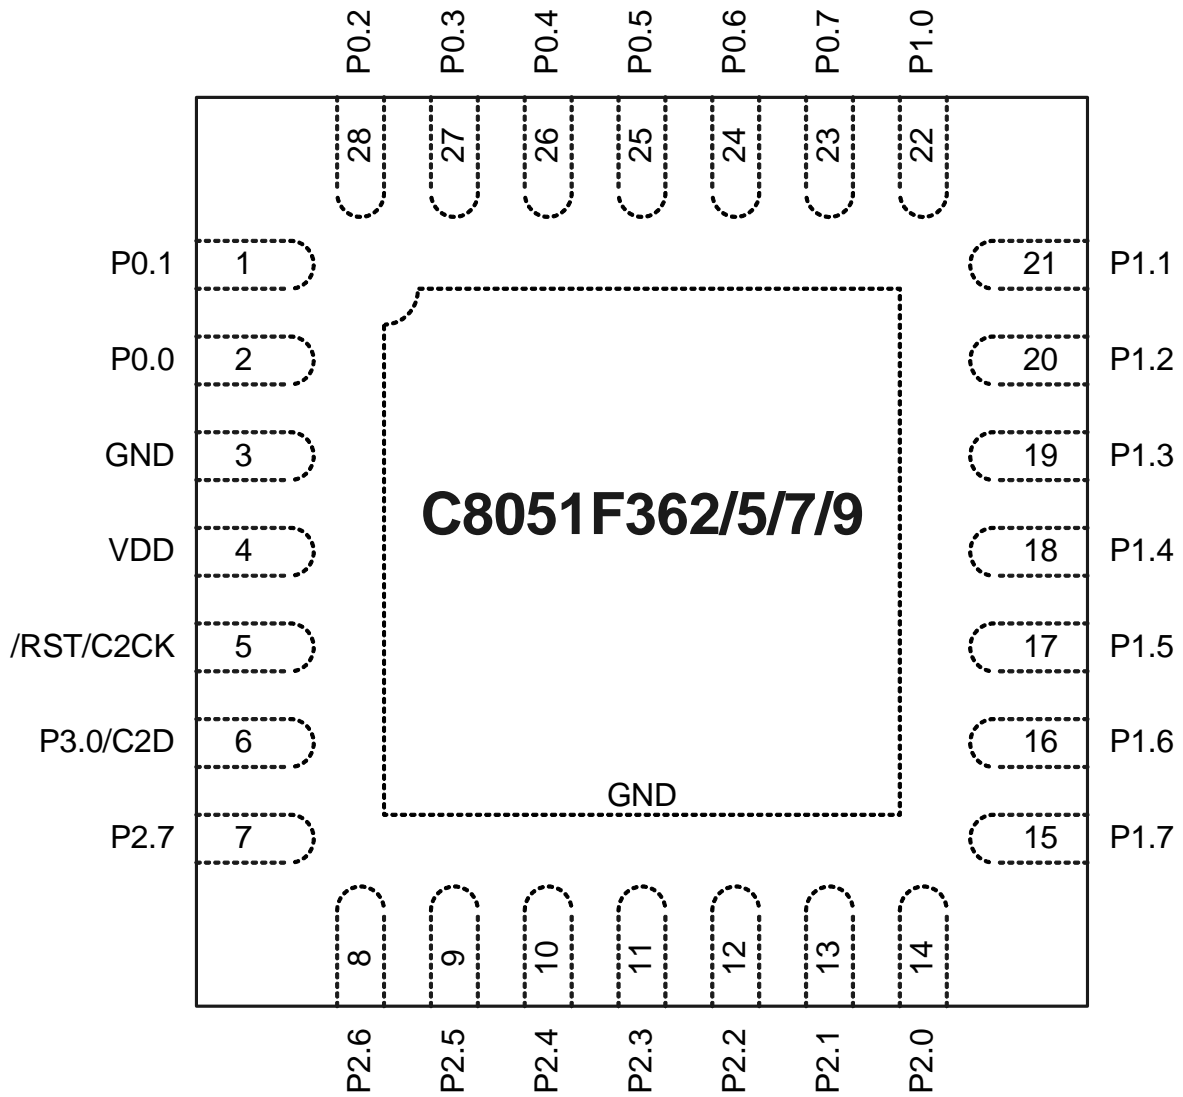 P0.2
P0.3
P0.4
P0.5
P0.6
P0.7
P1.0
28
27
26
25
24
23
22
P0.1 1 21 P1.1
P0.0 2 20 P1.2
GND 3 19 P1.3
C8051F362/5/7/9
VDD 4 18 P1.4
/RST/C2CK 5 17 P1.5
P3.0/C2D 6 16 P1.6
GND
P2.7 7 15 P1.7
8
9
10
11
12
13
14
P2.6
P2.5
P2.4
P2.3
P2.2
P2.1
P2.0